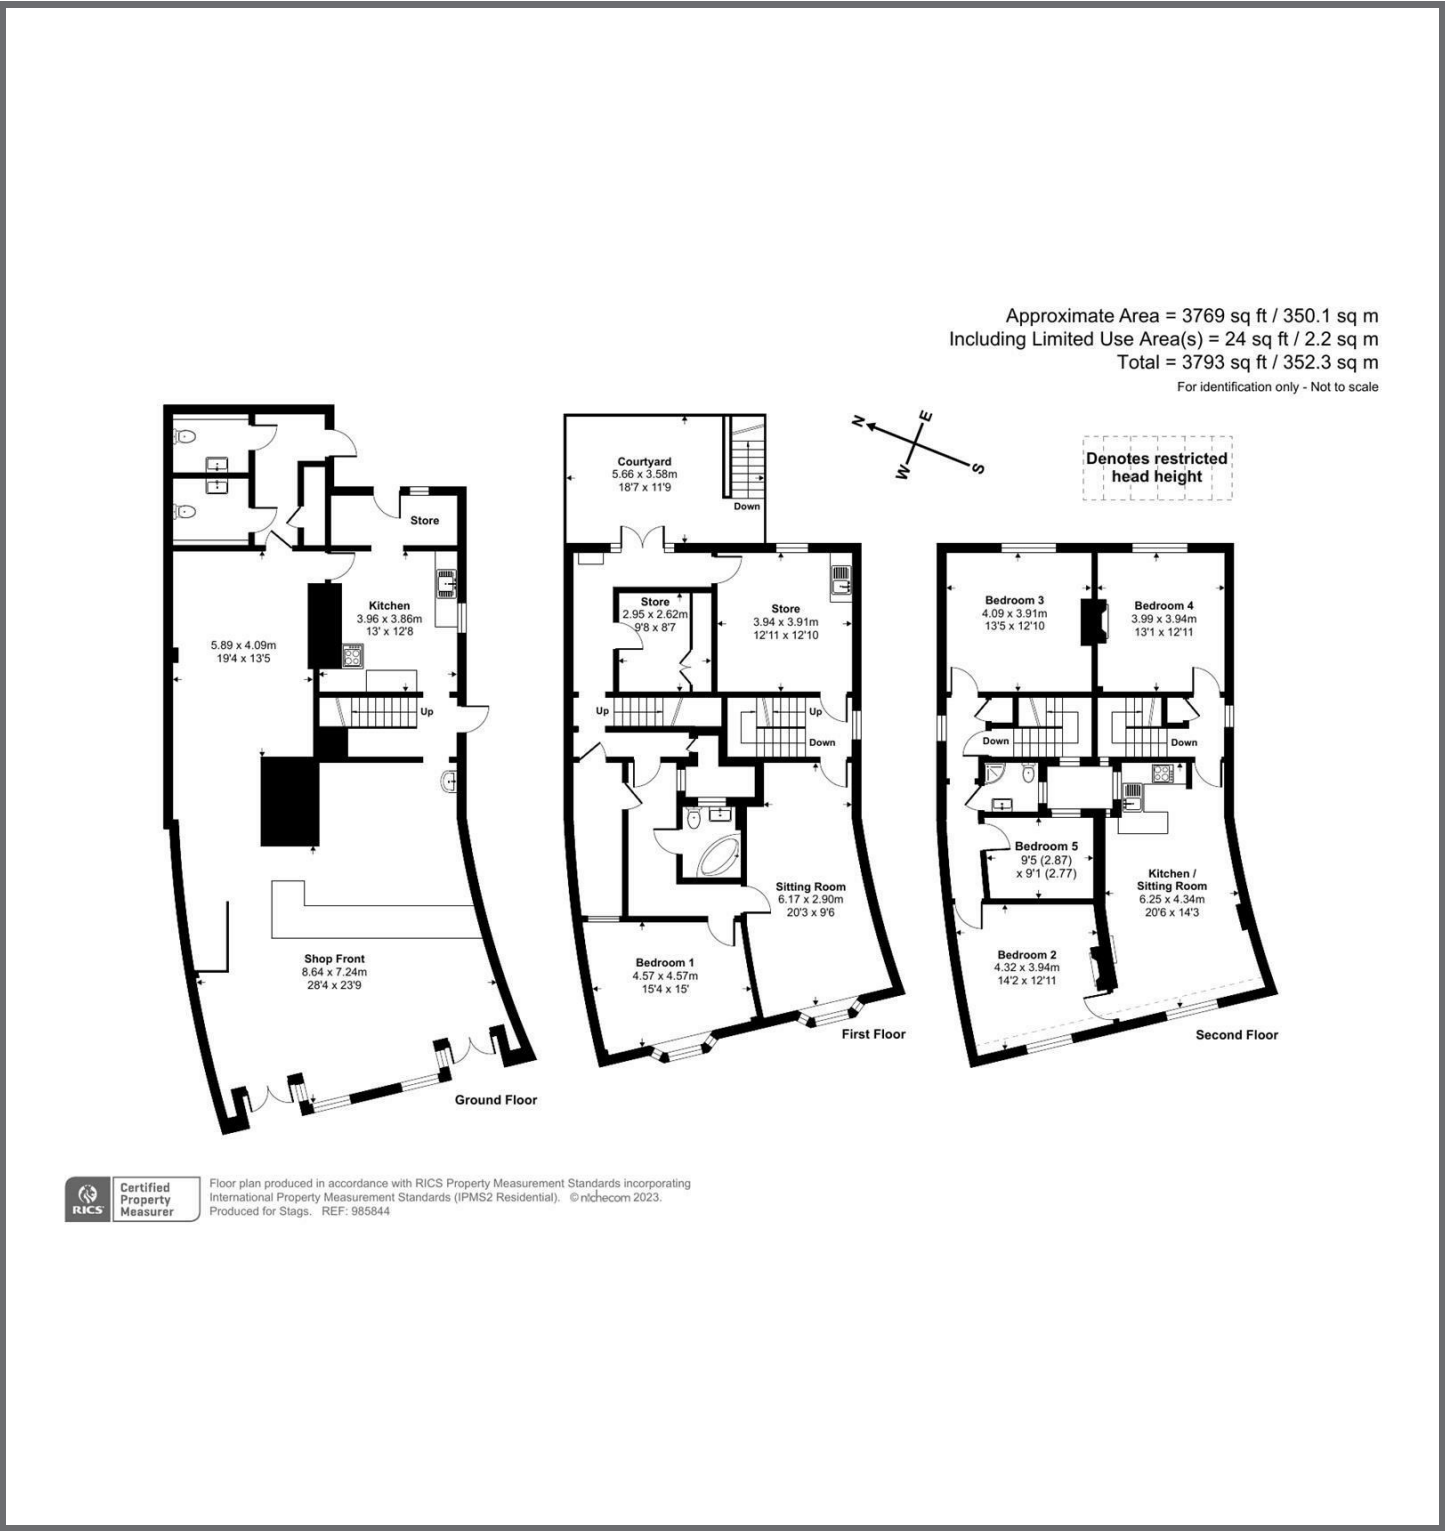 Approximate Area = 3769 sq ft / 350.1 sq m
Including Limited Use Area(s) = 24 sq ft / 2.2 sq m
Total = 3793 sq ft / 352.3 sq m
For identification only - Not to scale
N
E
W
S
Denotes restricted
head height
Store
Kitchen
3.96 x 3.86m
13' x 12'8
5.89 x 4.09m
19'4 x 13'5
Up
Shop Front
8.64 x 7.24m
28'4 x 23'9
Ground Floor
Courtyard
5.66 x 3.58m
18'7 x 11'9
Down
Store
2.95 x 2.62m
9'8 x 8'7
Store
3.94 x 3.91m
12'11 x 12'10
Up
Up
Down
Sitting Room
6.17 x 2.90m
20'3 x 9'6
Bedroom 1
4.57 x 4.57m
15'4 x 15'
First Floor
Bedroom 3
4.09 x 3.91m
13'5 x 12'10
Bedroom 4
3.99 x 3.94m
13'1 x 12'11
Down
Down
Bedroom 5
9'5 (2.87)
x 9'1 (2.77)
Kitchen /
Sitting Room
6.25 x 4.34m
20'6 x 14'3
Bedroom 2
4.32 x 3.94m
14'2 x 12'11
Second Floor
RICS
Certified
Property
Measurer
Floor plan produced in accordance with RICS Property Measurement Standards incorporating
International Property Measurement Standards (IPMS2 Residential). © nichecom 2023.
Produced for Stags. REF: 985844